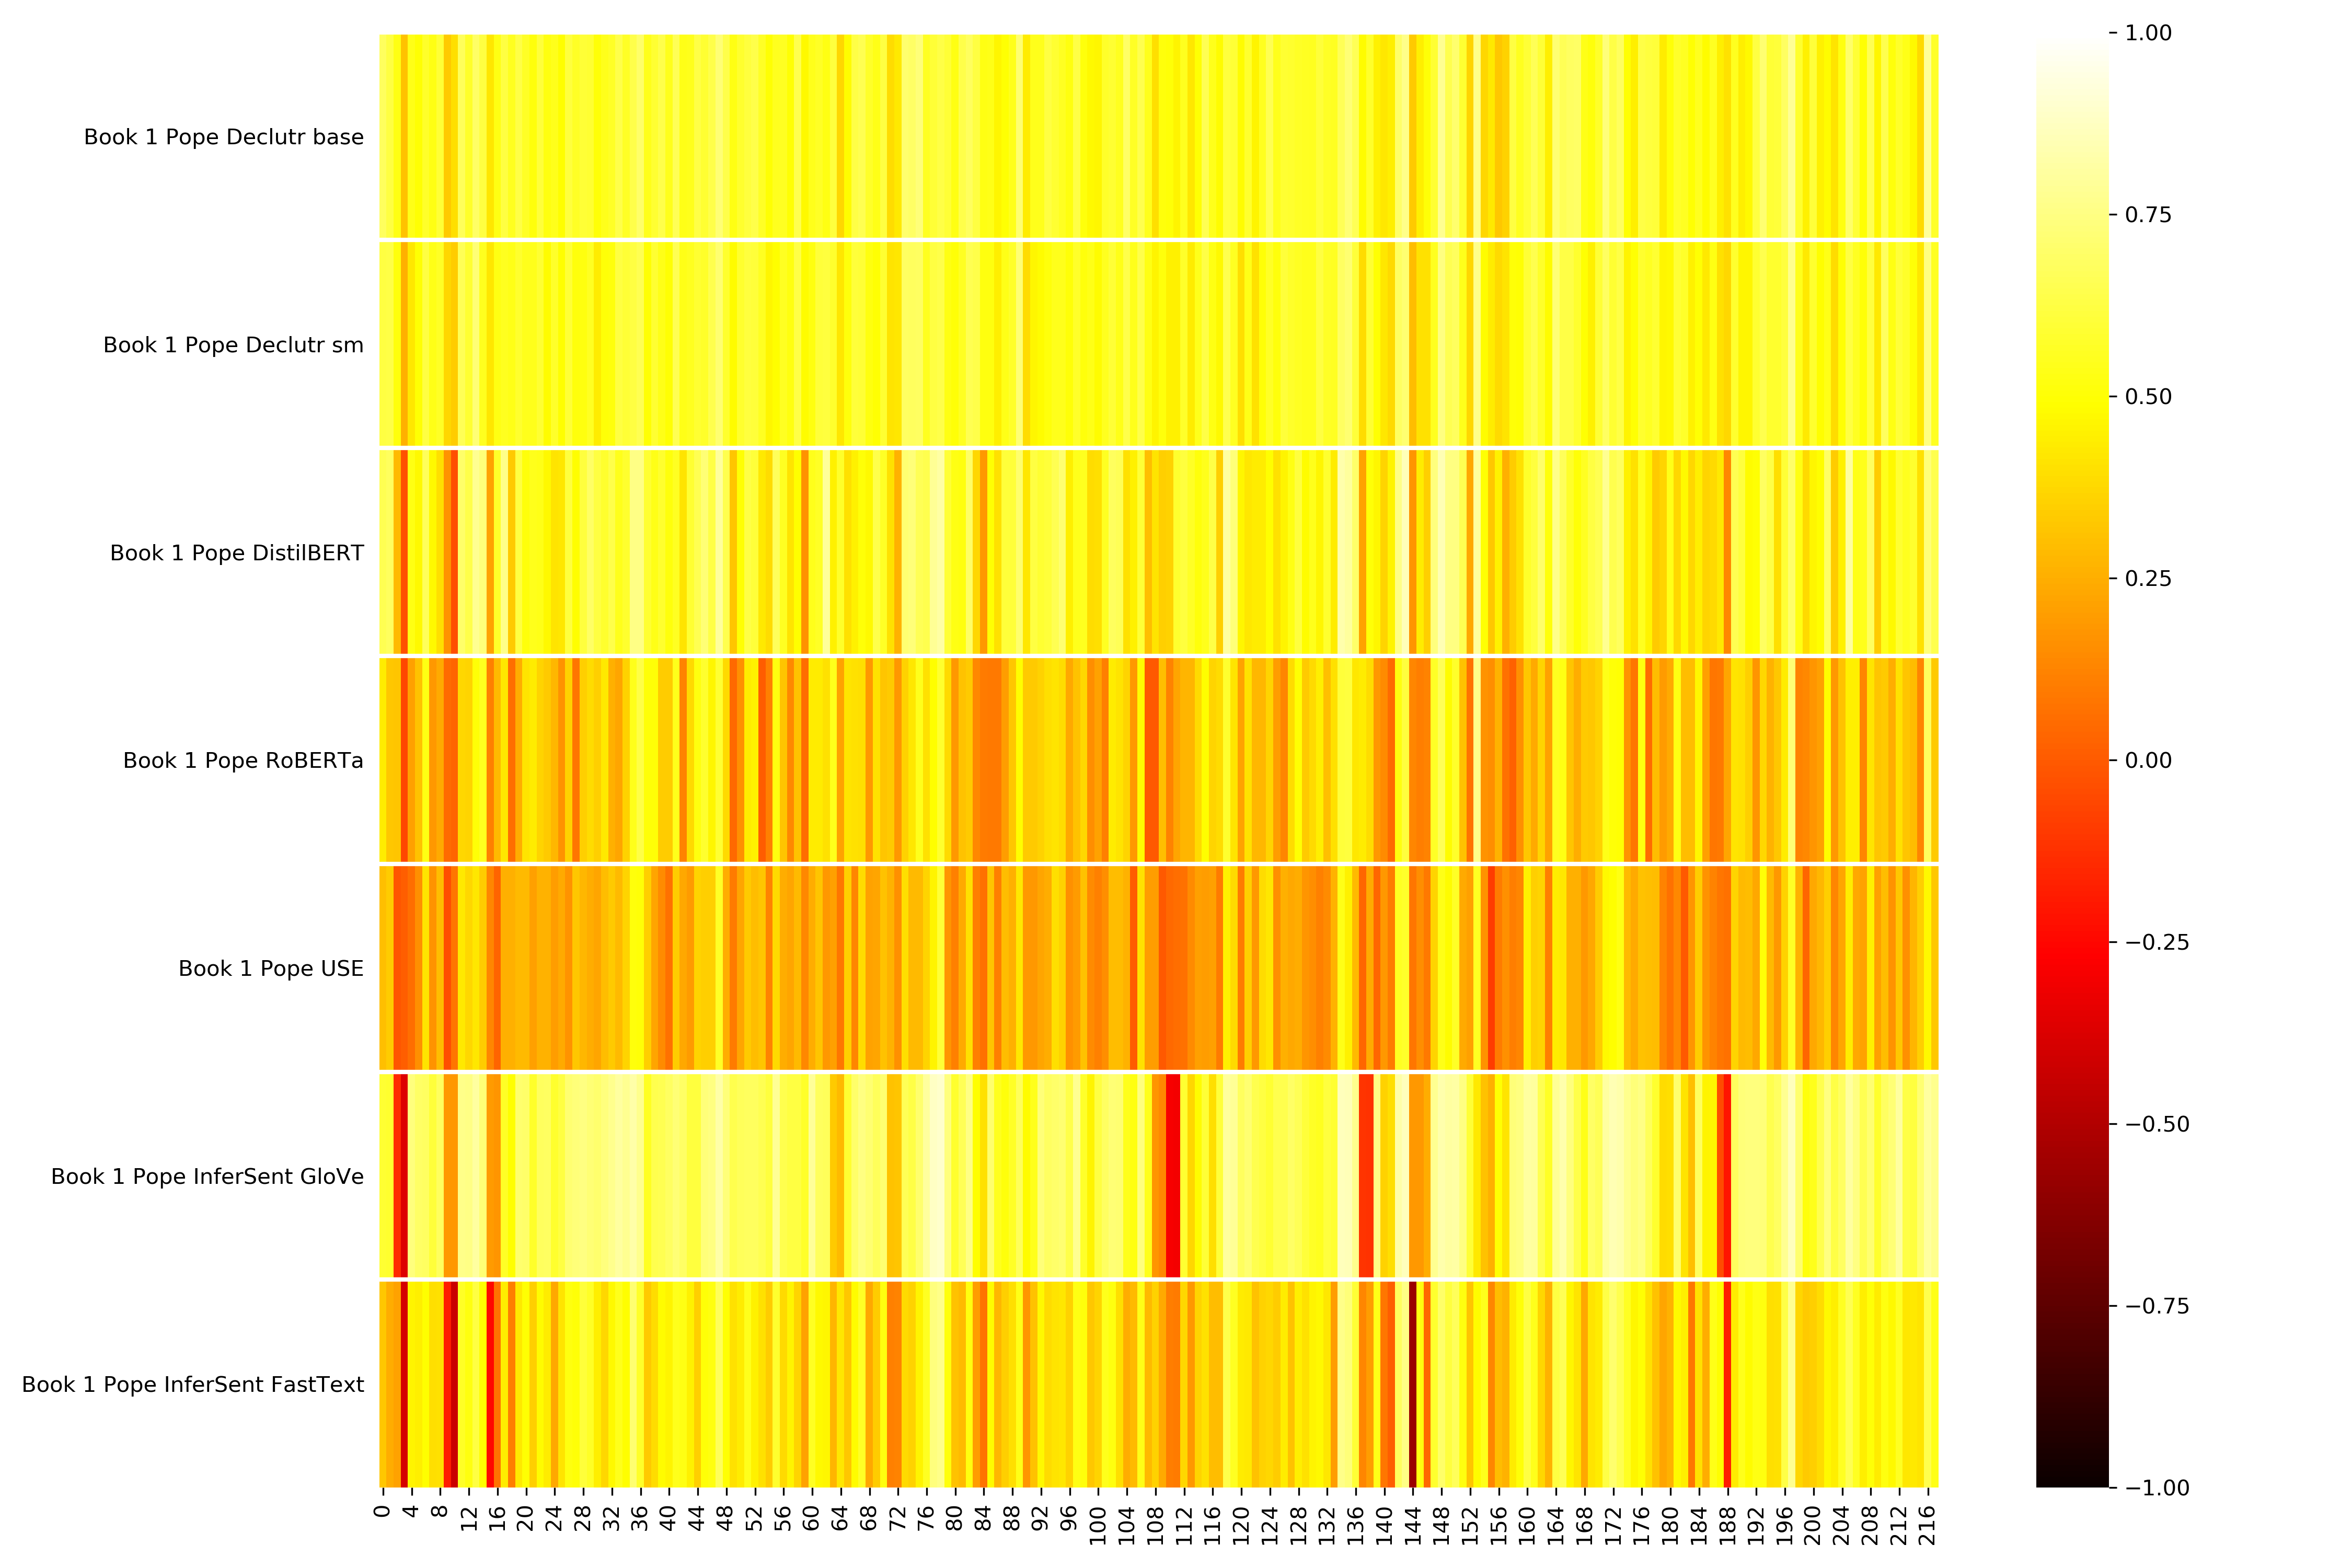 Book 1 Pope Declutr base
Book 1 Pope Declutr sm
Book 1 Pope DistilBERT
Book 1 Pope RoBERTa
Book 1 Pope USE
Book 1 Pope InferSent GloVe
Book 1 Pope InferSent FastText
0 4 8 12 16 20 24 28 32 36 40 44 48 52 56 60 64 68 72 76 80 84 88 92 96 100 104 108 112 116 120 124 128 132 136 140 144 148 152 156 160 164 168 172 176 180 184 188 192 196 200 204 208 212 216
1.00
0.75
0.50
0.25
0.00
−0.25
−0.50
−0.75
−1.00